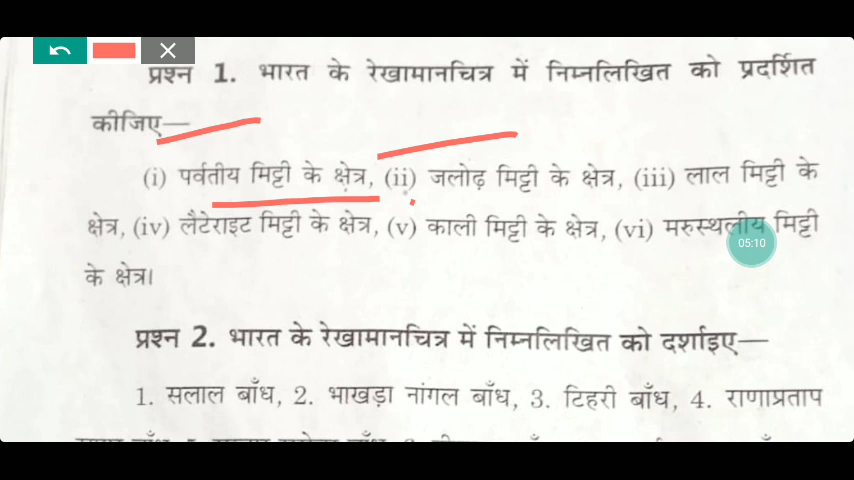 प्रश्न 1. भारत के रेखामानचित्र में निम्नलिखित को प्रदर्शित
कीजिए—
(i) पर्वतीय मिट्टी के क्षेत्र, (ii) जलोढ़ मिट्टी के क्षेत्र, (iii) लाल मिट्टी के
क्षेत्र, (iv) लैटेराइट मिट्टी के क्षेत्र, (v) काली मिट्टी के क्षेत्र, (vi) मरुस्थलीय मिट्टी
05:10
के क्षेत्र।
प्रश्न 2. भारत के रेखामानचित्र में निम्नलिखित को दर्शाइए—
1. सलाल बाँध, 2. भाखड़ा नांगल बाँध, 3. टिहरी बाँध, 4. राणाप्रताप